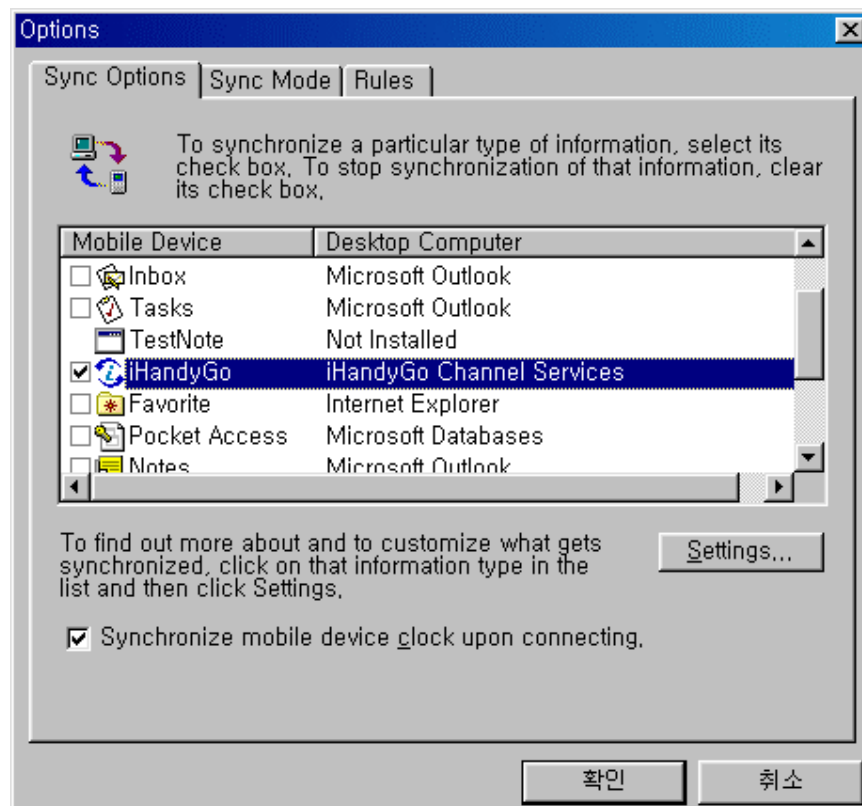 Options
Sync Options Sync Mode Rules
To synchronize a particular type of information, select its
check box. To stop synchronization of that information, clear
its check box.
Mobile Device Desktop Computer
Inbox Microsoft Outlook
Tasks Microsoft Outlook
TestNote Not Installed
iHandyGo iHandyGo Channel Services
Favorite Internet Explorer
Pocket Access Microsoft Databases
Notes Microsoft Outlook
To find out more about and to customize what gets
synchronized, click on that information type in the
list and then click Settings.
Settings...
Synchronize mobile device clock upon connecting.
확인 취소